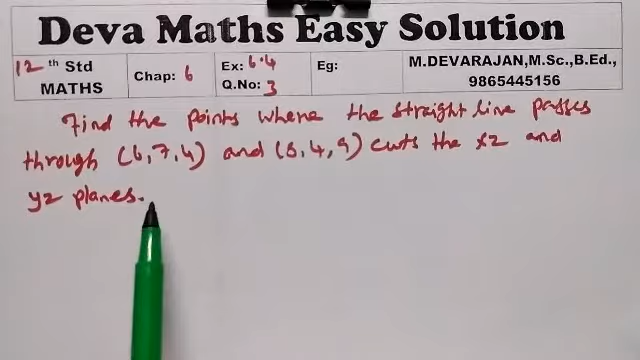 Deva Maths Easy Solution
12th Std MATHS Chap: 6 Ex: 6.4 Q.No: 3 Eg: M.DEVARAJAN,M.Sc.,B.Ed., 9865445156
Find the points where the straight line passes
through (6,7,4) and (8,4,9) cuts the xz and
yz planes.